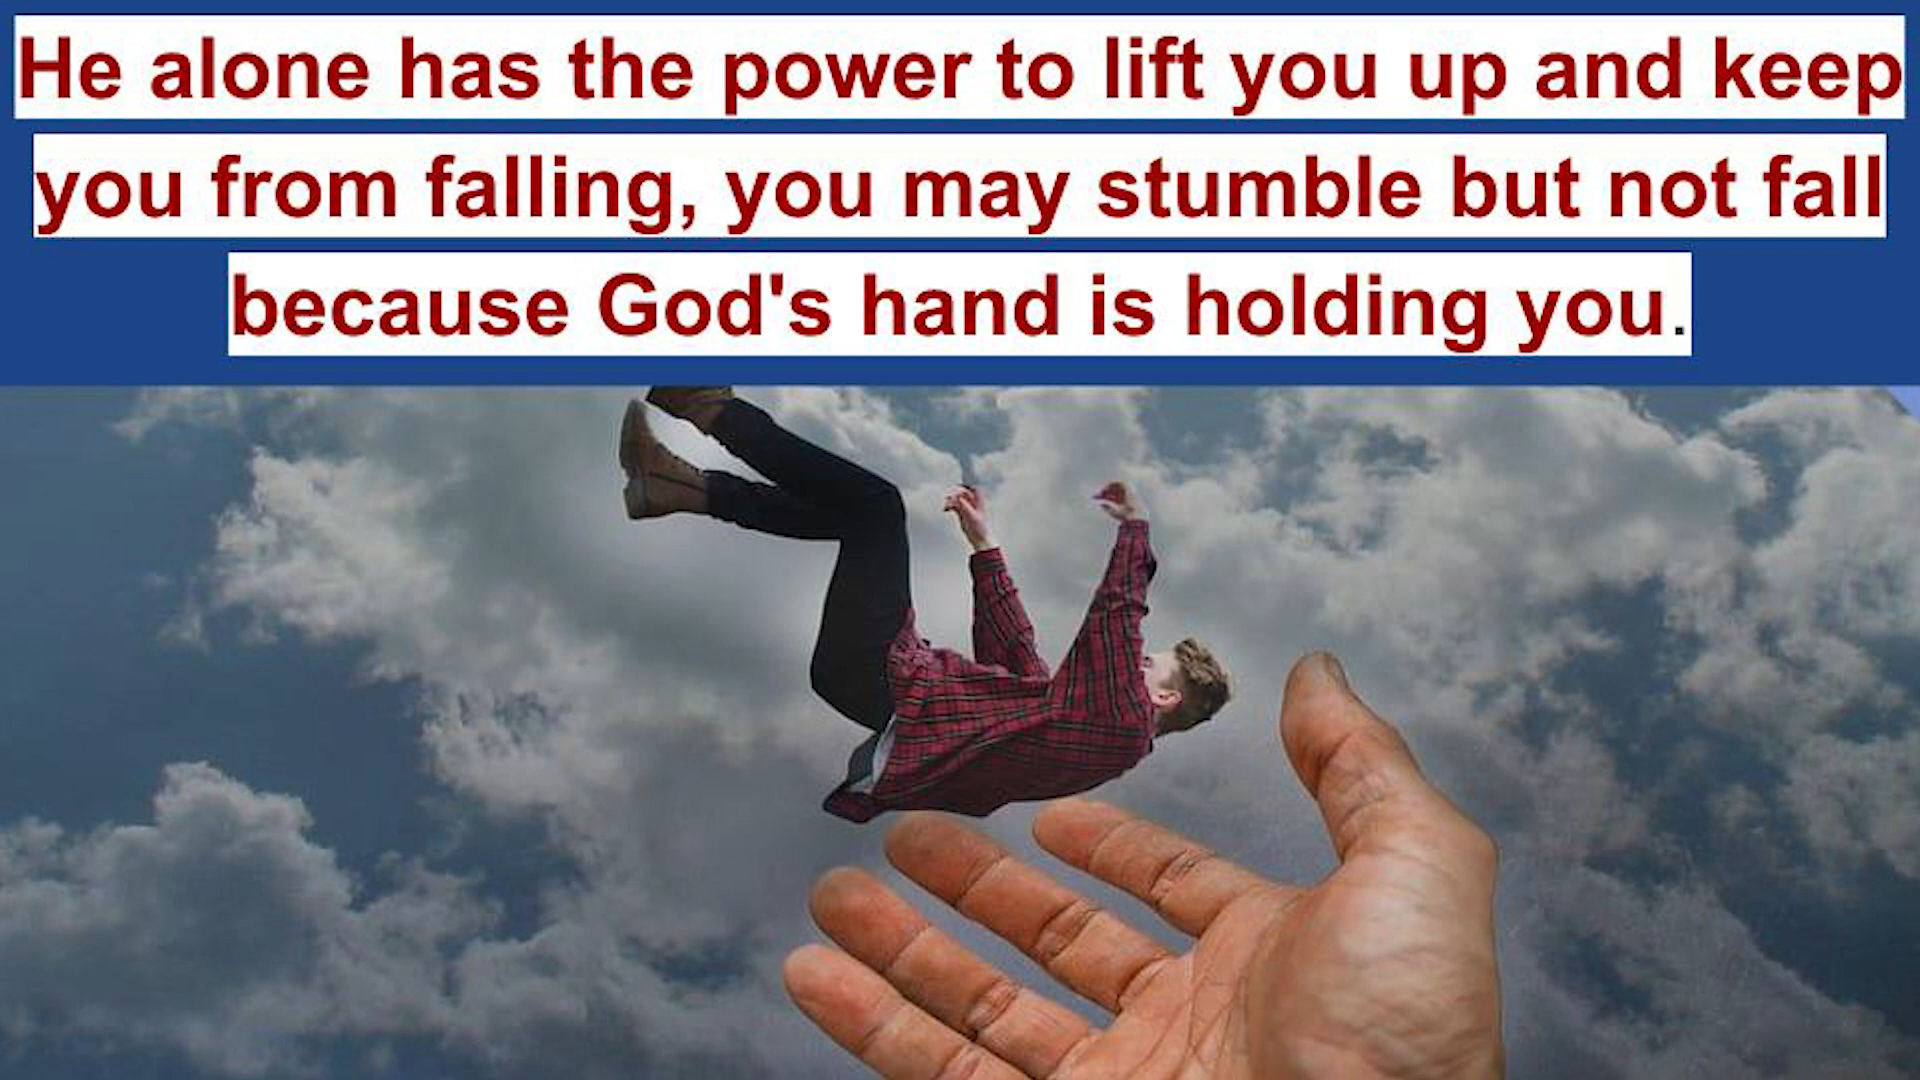 He alone has the power to lift you up and keep
you from falling, you may stumble but not fall
because God's hand is holding you.